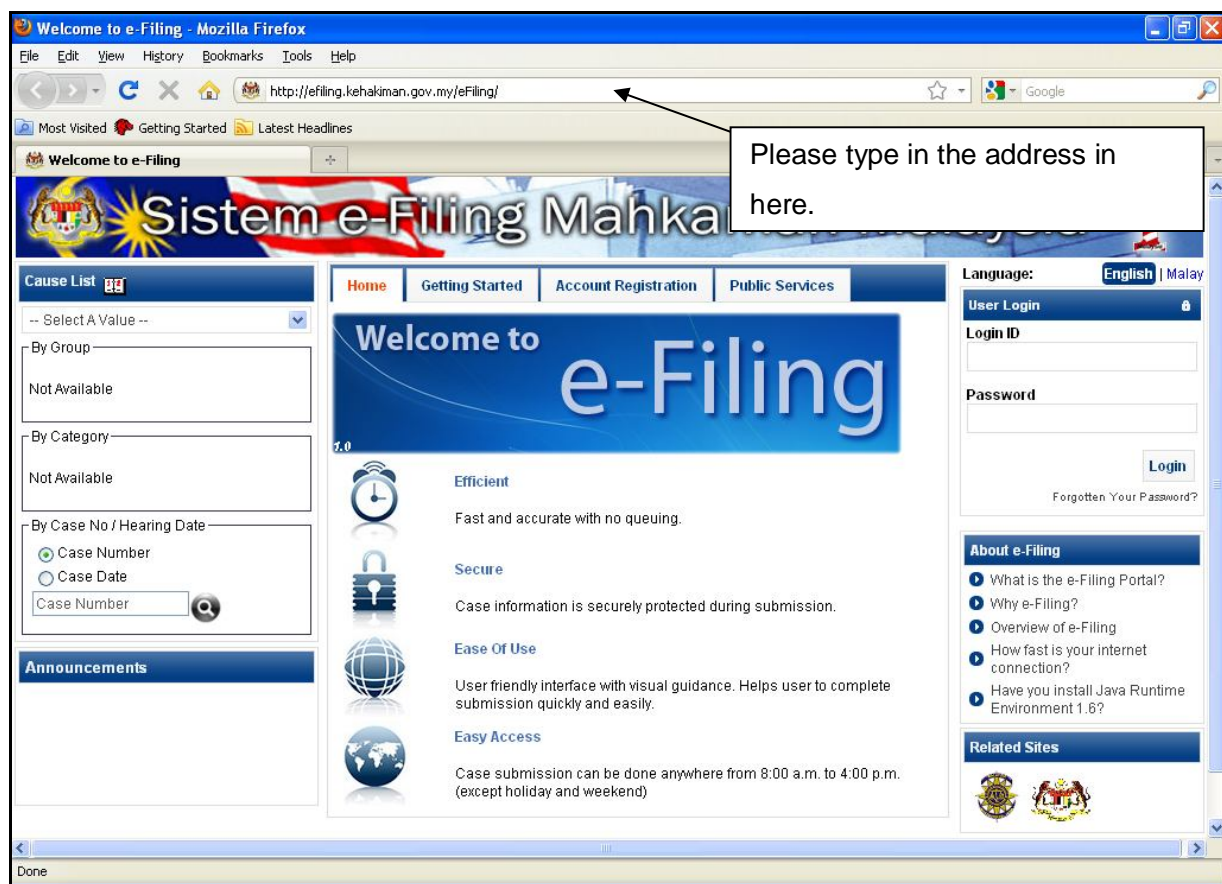 Welcome to e-Filing - Mozilla Firefox
File Edit View History Bookmarks Tools Help
http://efiling.kehakiman.gov.my/eFiling/
Google
Most Visited Getting Started Latest Headlines
Welcome to e-Filing
Please type in the address in
here.
Sistem e-Filing
Cause List
-- Select A Value --
By Group
Not Available
By Category
Not Available
By Case No / Hearing Date
Case Number
Case Date
Case Number
Announcements
Home Getting Started Account Registration Public Services
Welcome to
e-Filing
1.0
Efficient
Fast and accurate with no queuing.
Secure
Case information is securely protected during submission.
Ease Of Use
User friendly interface with visual guidance. Helps user to complete
submission quickly and easily.
Easy Access
Case submission can be done anywhere from 8:00 a.m. to 4:00 p.m.
(except holiday and weekend)
Language: English | Malay
User Login
Login ID
Password
Login
Forgotten Your Password?
About e-Filing
What is the e-Filing Portal?
Why e-Filing?
Overview of e-Filing
How fast is your internet
connection?
Have you install Java Runtime
Environment 1.6?
Related Sites
Done